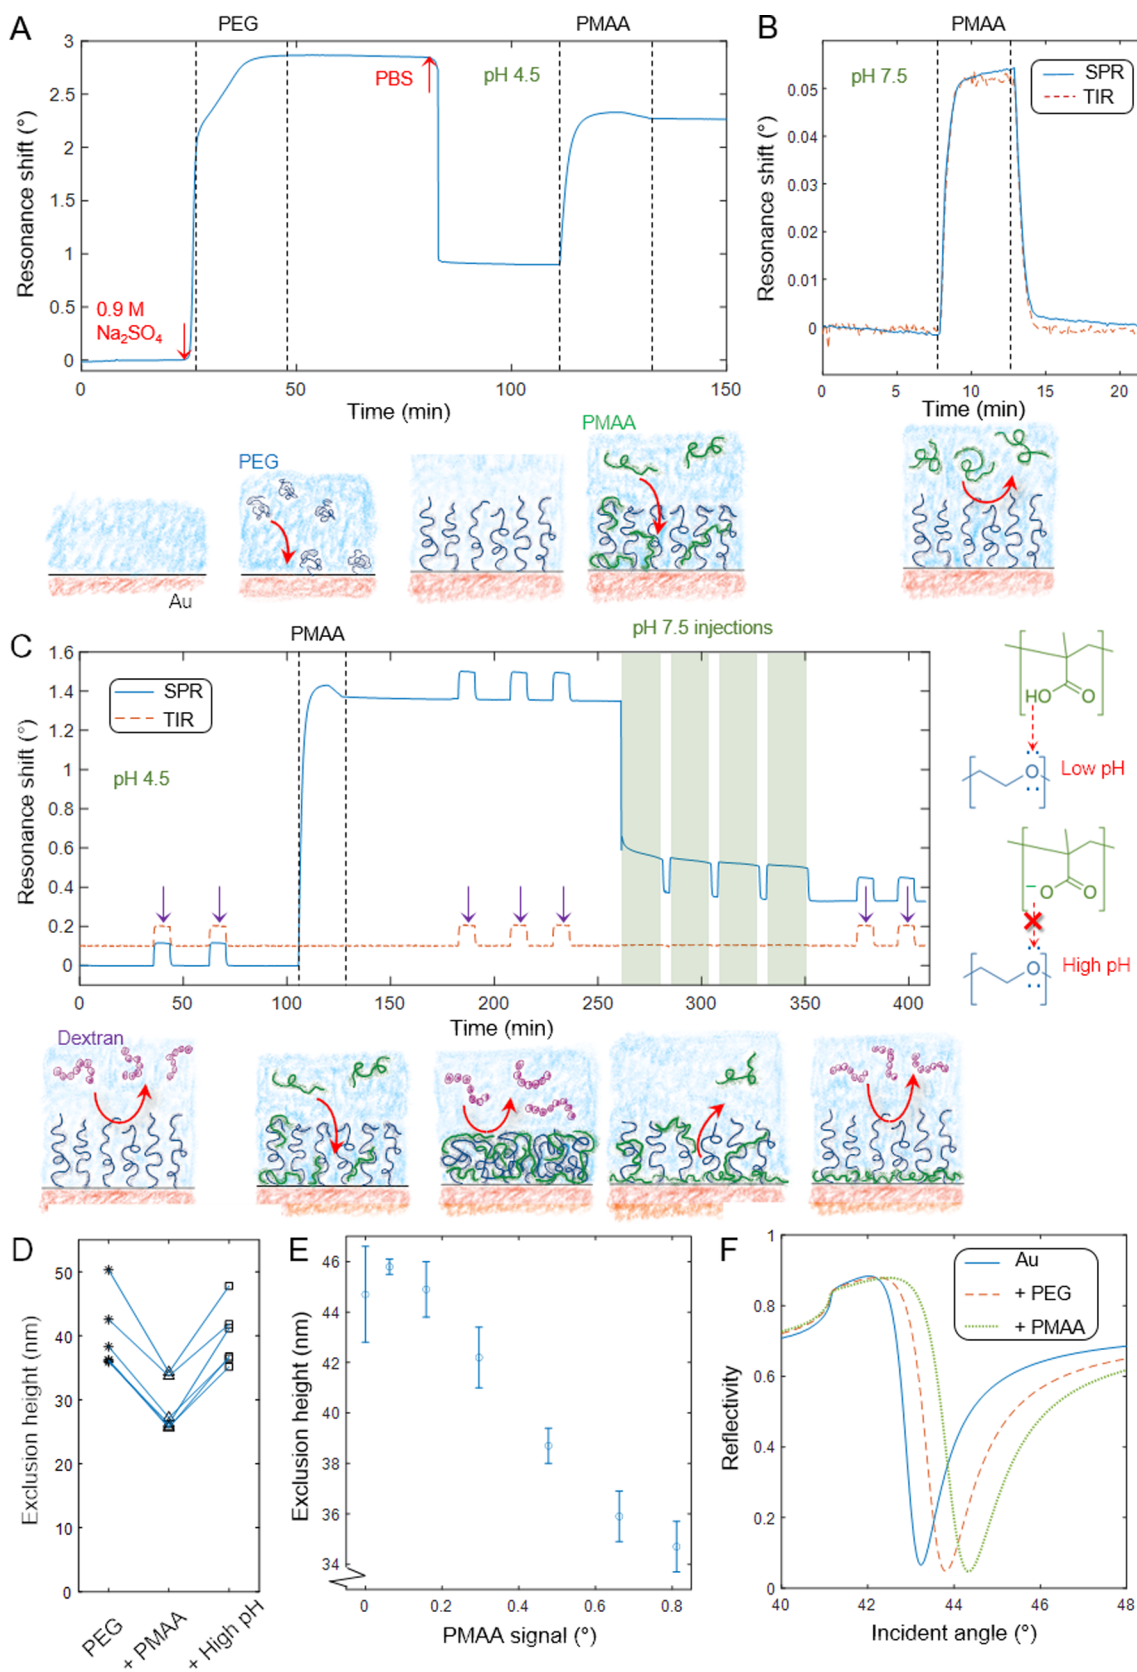 A
PEG
PMAA
3
2.5
2
1.5
1
0.5
0
PBS
pH 4.5
0.9 M
Na₂SO₄
0
50
100
150
Resonance shift (°)
Time (min)
B
PMAA
pH 7.5
SPR
TIR
0.05
0.04
0.03
0.02
0.01
0
0
5
10
15
20
Resonance shift (°)
Time (min)
PEG
PMAA
Au
C
PMAA
pH 7.5 injections
SPR
TIR
pH 4.5
1.6
1.4
1.2
1
0.8
0.6
0.4
0.2
0
0
50
100
150
200
250
300
350
400
Resonance shift (°)
Time (min)
HO
O
O
Low pH
−
O
O
O
High pH
Dextran
D
50
40
30
20
10
0
Exclusion height (nm)
PEG
+ PMAA
+ High pH
E
46
44
42
40
38
36
34
0
0.2
0.4
0.6
0.8
Exclusion height (nm)
PMAA signal (°)
F
Au
+ PEG
+ PMAA
1
0.8
0.6
0.4
0.2
0
40
42
44
46
48
Reflectivity
Incident angle (°)